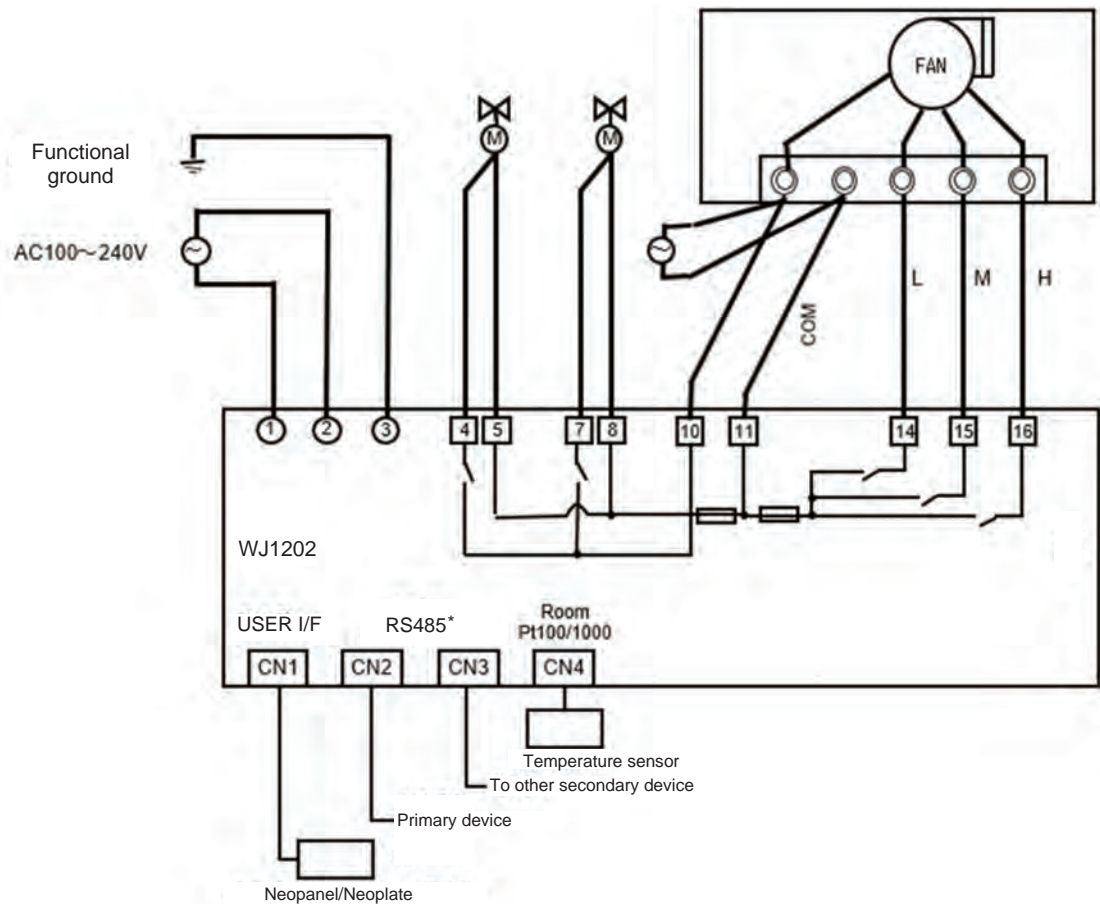 FAN
M
M
Functional
ground
AC100～240V
L
M
H
COM
1
2
3
4
5
7
8
10
11
14
15
16
WJ1202
USER I/F
RS485*
Room
Pt100/1000
CN1
CN2
CN3
CN4
Temperature sensor
To other secondary device
Primary device
Neopanel/Neoplate